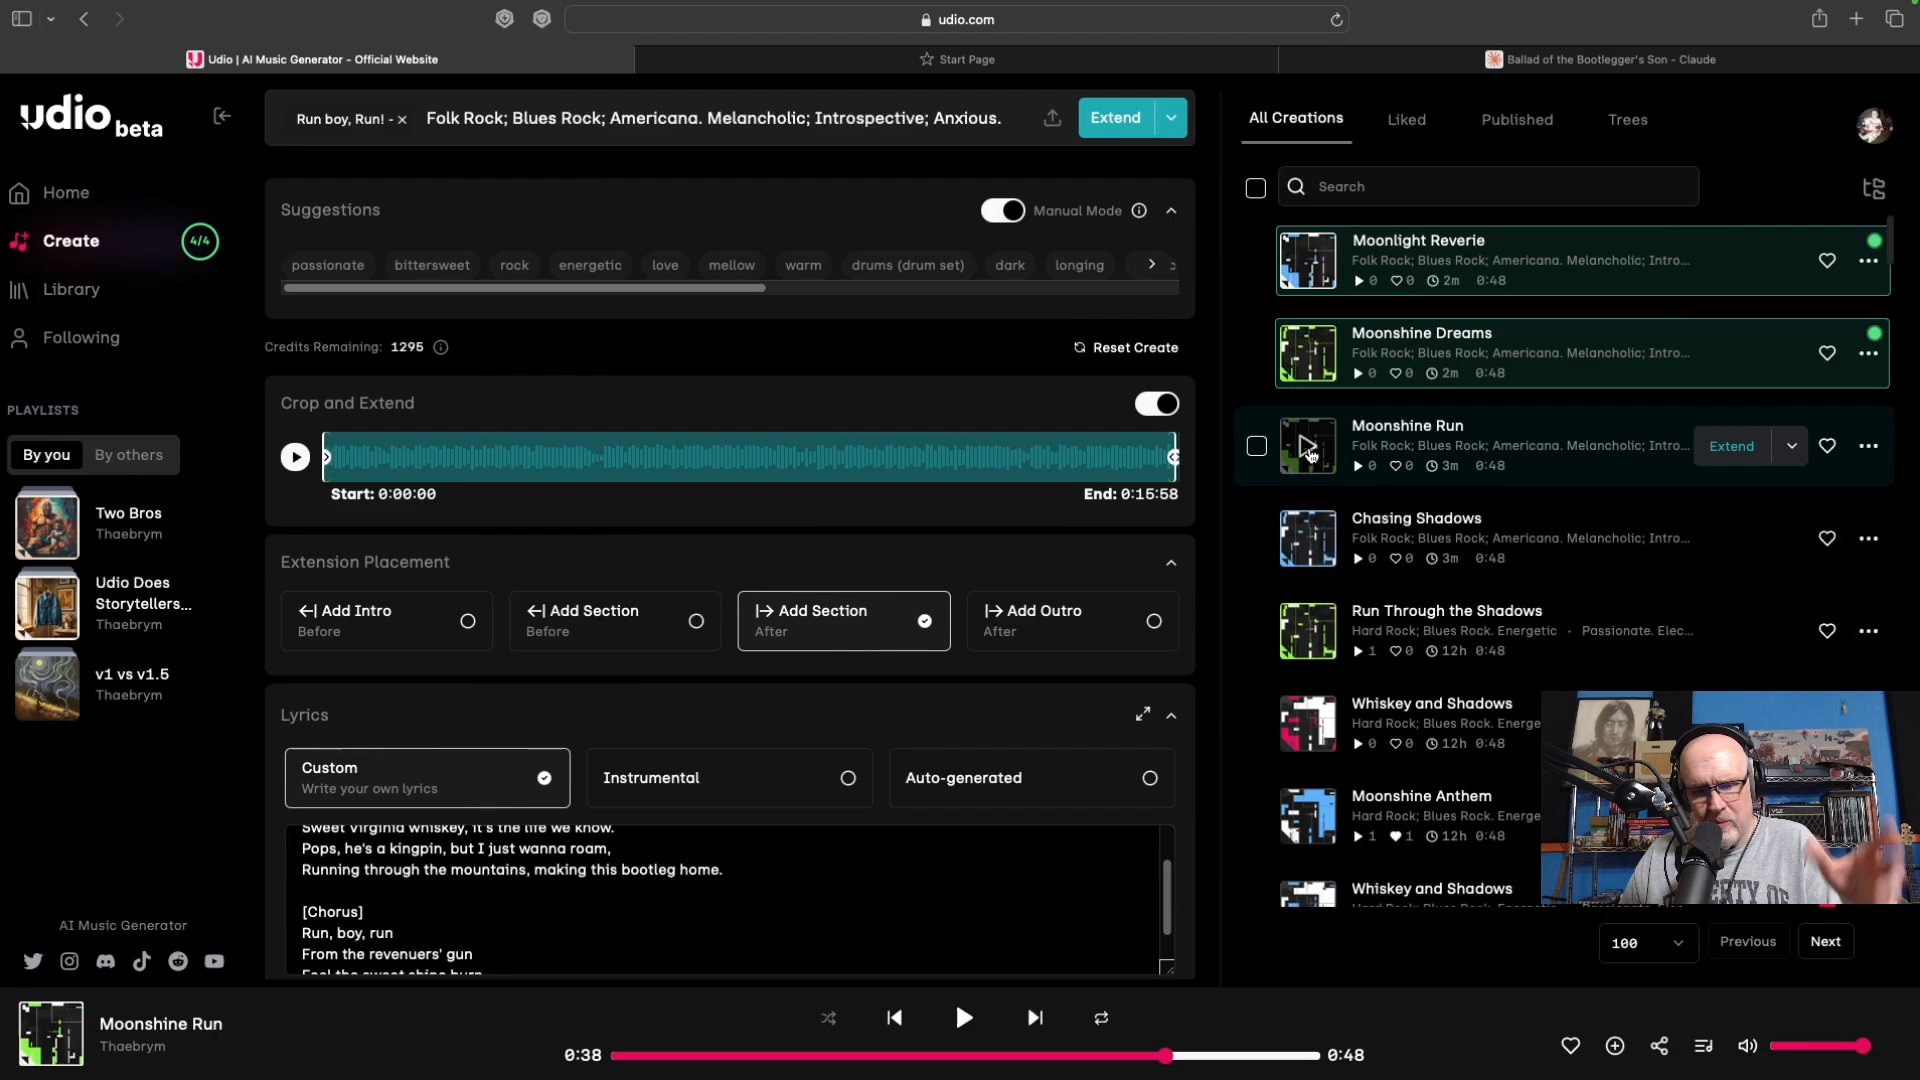 udio.com
Udio | AI Music Generator - Official Website
Start Page
Ballad of the Bootlegger's Son - Claude
udio beta
Run boy, Run! - ×
Folk Rock; Blues Rock; Americana. Melancholic; Introspective; Anxious.
Extend
All Creations
Liked
Published
Trees
Home
Create
4/4
Library
Following
PLAYLISTS
By you
By others
Two Bros
Thaebrym
Udio Does
Storytellers...
Thaebrym
v1 vs v1.5
Thaebrym
AI Music Generator
Suggestions
Manual Mode
passionate
bittersweet
rock
energetic
love
mellow
warm
drums (drum set)
dark
longing
Credits Remaining: 1295
Reset Create
Crop and Extend
Start: 0:00:00
End: 0:15:58
Extension Placement
Add Intro
Before
Add Section
Before
Add Section
After
Add Outro
After
Lyrics
Custom
Write your own lyrics
Instrumental
Auto-generated
Sweet Virginia whiskey, it's the life we know.
Pops, he's a kingpin, but I just wanna roam,
Running through the mountains, making this bootleg home.
[Chorus]
Run, boy, run
From the revenuers' gun
Feel the sweet shine burn
Search
Moonlight Reverie
Folk Rock; Blues Rock; Americana. Melancholic; Intro...
0 0 2m 0:48
Moonshine Dreams
Folk Rock; Blues Rock; Americana. Melancholic; Intro...
0 0 2m 0:48
Moonshine Run
Folk Rock; Blues Rock; Americana. Melancholic; Intro...
0 0 3m 0:48
Extend
Chasing Shadows
Folk Rock; Blues Rock; Americana. Melancholic; Intro...
0 0 3m 0:48
Run Through the Shadows
Hard Rock; Blues Rock. Energetic · Passionate. Elec...
1 0 12h 0:48
Whiskey and Shadows
Hard Rock; Blues Rock. Energe
0 0 12h 0:48
Moonshine Anthem
Hard Rock; Blues Rock. Energe
1 1 12h 0:48
Whiskey and Shadows
100
Previous
Next
Moonshine Run
Thaebrym
0:38
0:48